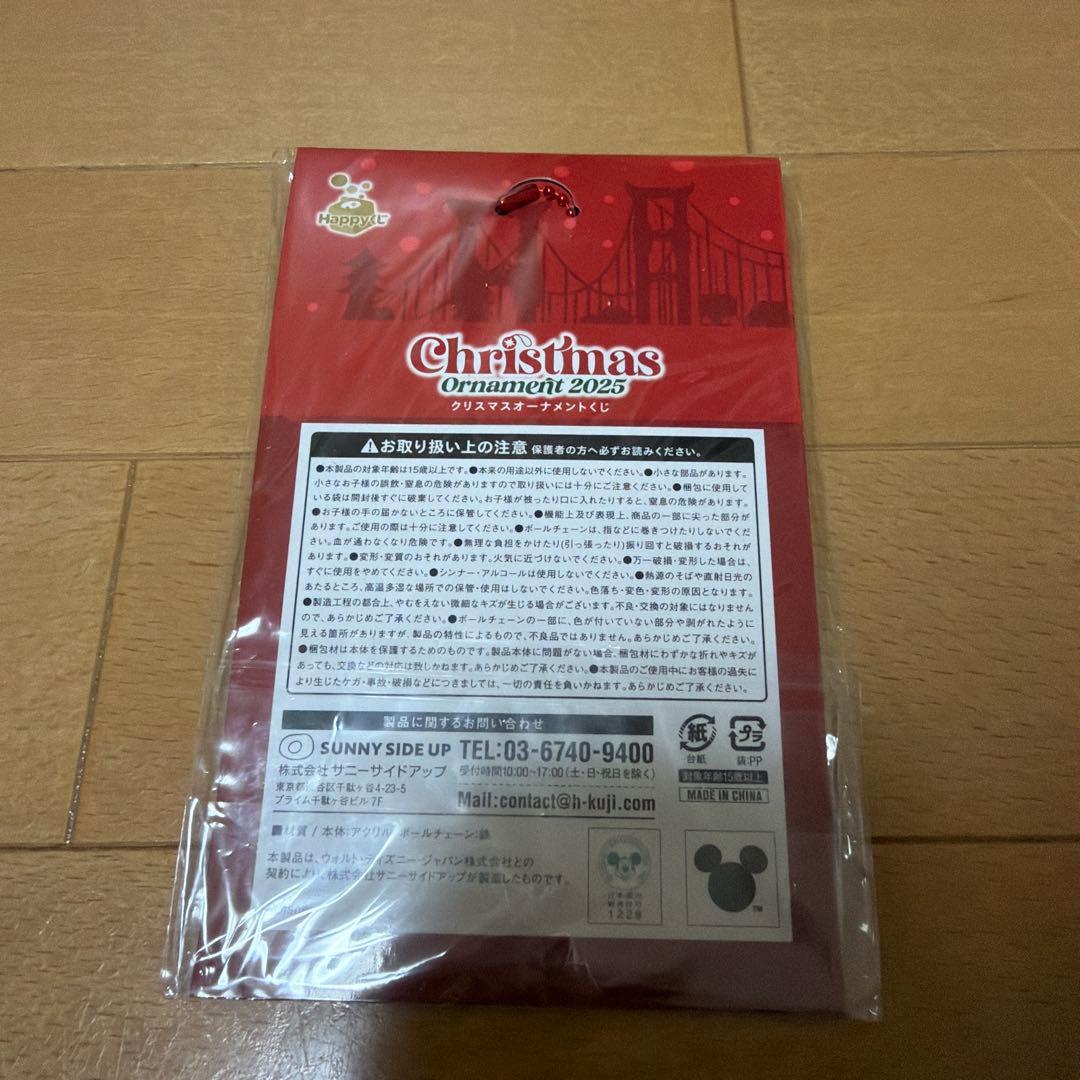 Happyくじ
Christmas
Ornament 2025
クリスマスオーナメントくじ
お取り扱い上の注意 保護者の方へ必ずお読みください。
●本製品の対象年齢は15歳以上です。●本来の用途以外に使用しないでください。●小さな部品があります。
小さなお子様の誤飲・窒息の危険がありますので取り扱いには十分にご注意ください。●梱包に使用して
いる袋は開封後すぐに破棄してください。お子様が被ったり口に入れたりすると、窒息の危険があります。
●お子様の手の届かないところに保管してください。●機能上及び表現上、商品の一部に尖った部分が
あります。ご使用の際は十分に注意してください。●ボールチェーンは、指などに巻きつけたりしないでくだ
さい。血が通わなくなり危険です。●無理な負担をかけたり(引っ張ったり)振り回すと破損するおそれが
あります。●変形・変質のおそれがあります。火気に近づけないでください。●万一破損・変形した場合は、
すぐに使用をやめてください。●シンナー・アルコールは使用しないでください。●熱源のそばや直射日光の
あたるところ、高温多湿な場所での保管・使用はしないでください。色落ち・変色・変形の原因となります。
●製造工程の都合上、やむをえない微細なキズが生じる場合がございます。不良・交換の対象にはなりません
ので、あらかじめご了承ください。●ボールチェーンの一部に、色が付いていない部分や剥がれたように
見える箇所がありますが、製品の特性によるもので、不良品ではありません。あらかじめご了承ください。
●梱包材は本体を保護するためのものです。製品本体に問題がない場合、梱包材にわずかな折れやキズが
あっても、交換などの対応は致しかねます。あらかじめご了承ください。●本製品のご使用中にお客様の過失
により生じたケガ・事故・破損などにつきましては、一切の責任を負いかねます。あらかじめご了承ください。
製品に関するお問い合わせ
SUNNY SIDE UP
株式会社 サニーサイドアップ
東京都渋谷区千駄ヶ谷4-23-5
プライム千駄ヶ谷ビル 7F
TEL:03-6740-9400
受付時間10:00~17:00(土・日・祝日を除く)
Mail:contact@h-kuji.com
紙
台紙
プラ
袋:PP
対象年齢15歳以上
MADE IN CHINA
■材質 / 本体:アクリル ボールチェーン:鉄
本製品は、ウォルト・ディズニー・ジャパン株式会社との
契約により、株式会社サニーサイドアップが製造したものです。
1228
TM